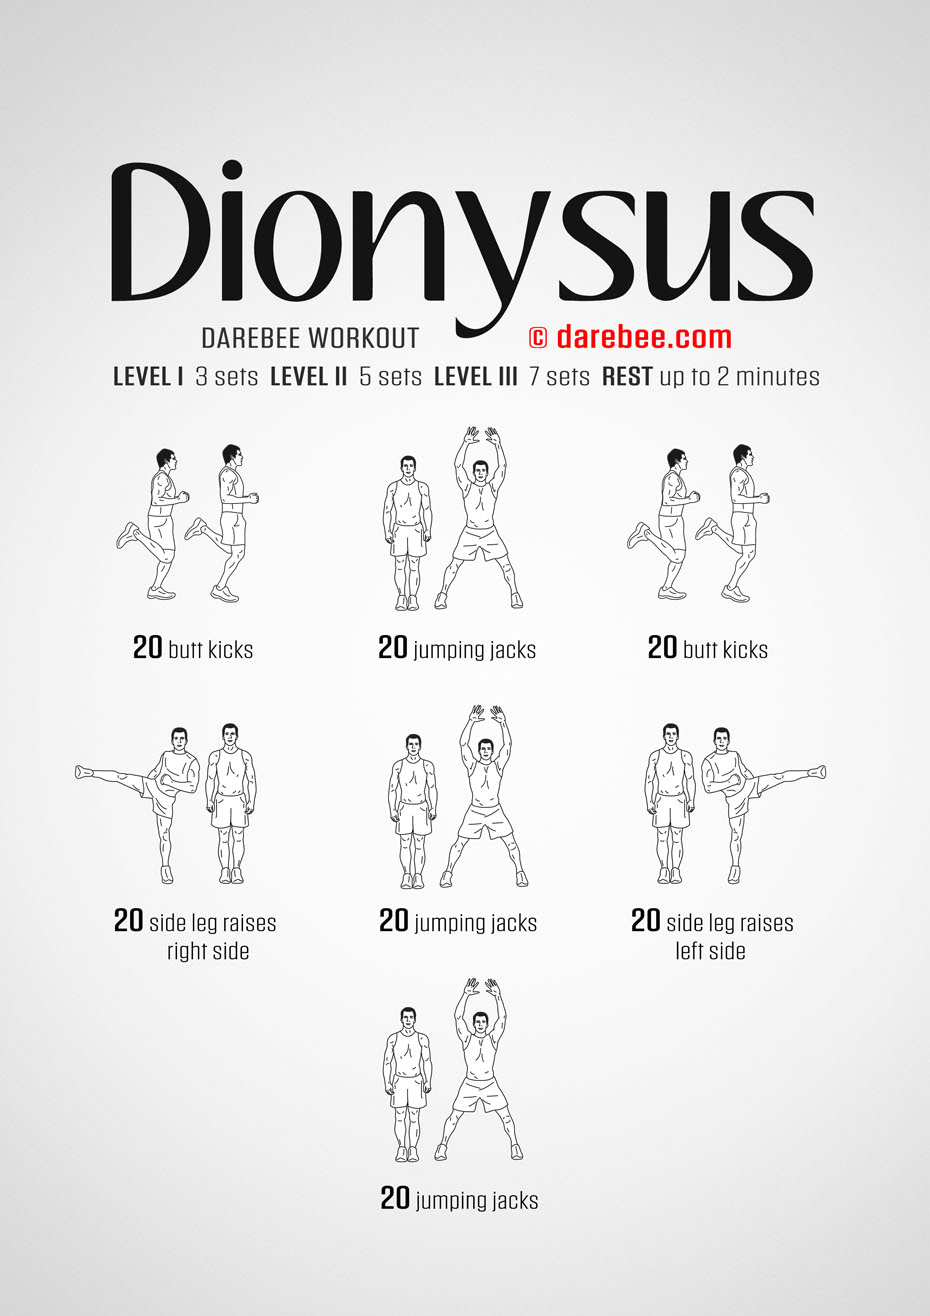 Dionysus
DAREBEE WORKOUT © darebee.com
LEVEL I 3 sets LEVEL II 5 sets LEVEL III 7 sets REST up to 2 minutes
20 butt kicks
20 jumping jacks
20 butt kicks
20 side leg raises
right side
20 jumping jacks
20 side leg raises
left side
20 jumping jacks